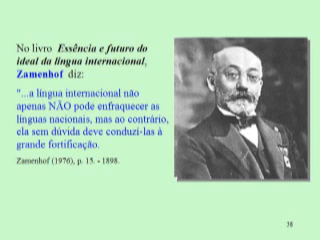 No livro Essência e futuro do
ideal da língua internacional,
Zamenhof diz:
"...a língua internacional não
apenas NÃO pode enfraquecer as
línguas nacionais, mas ao contrário,
ela sem dúvida deve conduzi-las à
grande fortificação.
Zamenhof (1976), p. 15. - 1898.
38